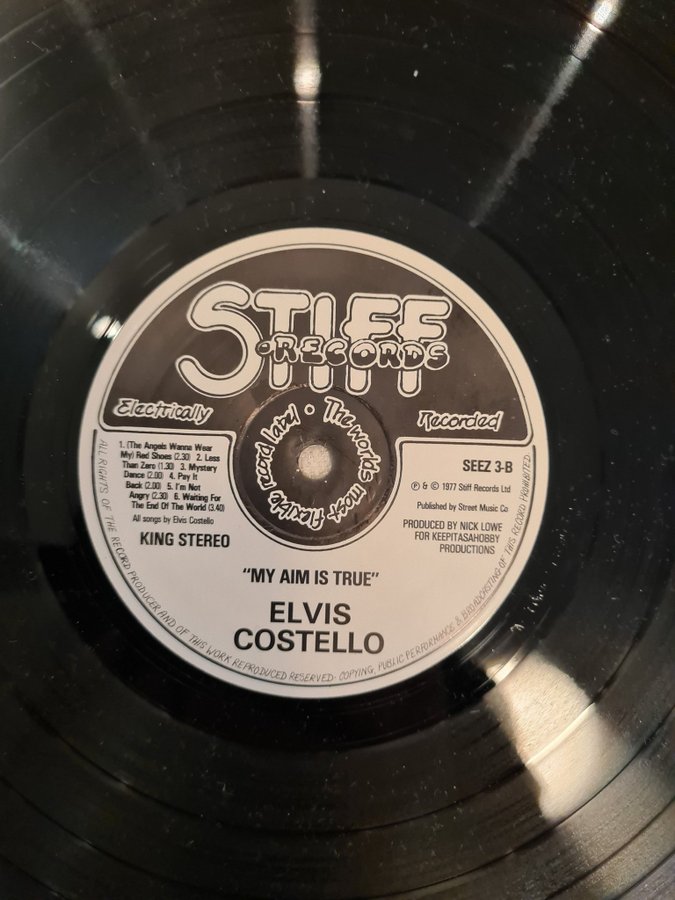 STIFF
RECORDS
Electrically
Recorded
The worlds most flexible record label •
1. (The Angels Wanna Wear
My) Red Shoes (2.30) 2. Less
Than Zero (1.30) 3. Mystery
Dance (2.00) 4. Pay It
Back (2.00) 5. I'm Not
Angry (2.30) 6. Waiting For
The End Of The World (3.40)
All songs by Elvis Costello
KING STEREO
SEEZ 3-B
℗ & © 1977 Stiff Records Ltd
Published by Street Music Co
PRODUCED BY NICK LOWE
FOR KEEPITASAHOBBY
PRODUCTIONS
"MY AIM IS TRUE"
ELVIS
COSTELLO
ALL RIGHTS OF THE RECORD PRODUCER AND OF THIS WORK REPRODUCED RESERVED· COPYING, PUBLIC PERFORMANCE & BROADCASTING OF THIS RECORD PROHIBITED